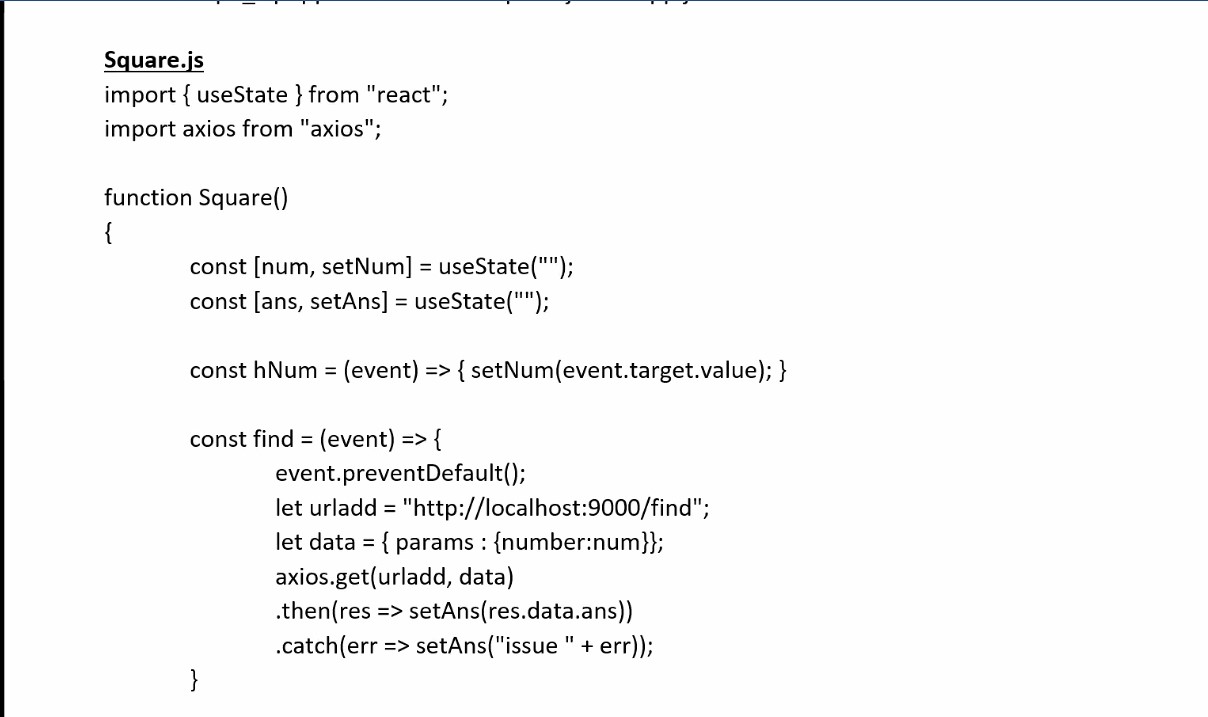 Square.js
import { useState } from "react";
import axios from "axios";
function Square()
{
const [num, setNum] = useState("");
const [ans, setAns] = useState("");
const hNum = (event) => { setNum(event.target.value); }
const find = (event) => {
event.preventDefault();
let urladd = "http://localhost:9000/find";
let data = { params : {number:num}};
axios.get(urladd, data)
.then(res => setAns(res.data.ans))
.catch(err => setAns("issue " + err));
}